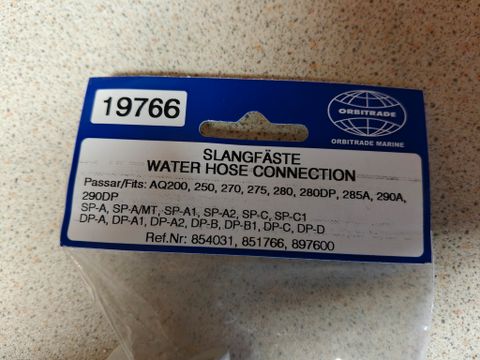 19766
ORBITRADE
ORBITRADE MARINE
SLANGFÄSTE
WATER HOSE CONNECTION
Passar/Fits: AQ200, 250, 270, 275, 280, 280DP, 285A, 290A,
290DP
SP-A, SP-A/MT, SP-A1, SP-A2, SP-C, SP-C1
DP-A, DP-A1, DP-A2, DP-B, DP-B1, DP-C, DP-D
Ref.Nr: 854031, 851766, 897600